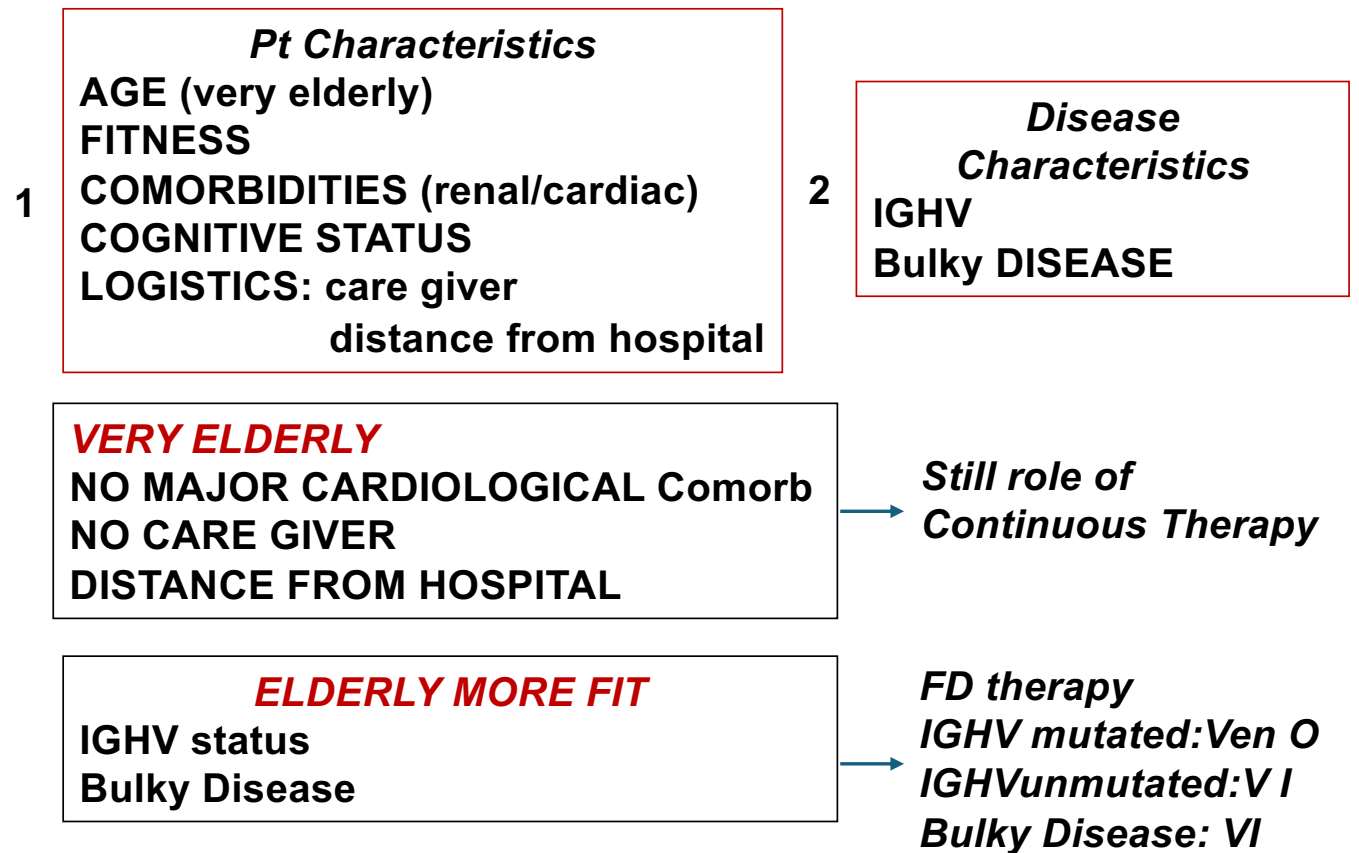 1
Pt Characteristics
AGE (very elderly)
FITNESS
COMORBIDITIES (renal/cardiac)
COGNITIVE STATUS
LOGISTICS: care giver
distance from hospital
2
Disease
Characteristics
IGHV
Bulky DISEASE
VERY ELDERLY
NO MAJOR CARDIOLOGICAL Comorb
NO CARE GIVER
DISTANCE FROM HOSPITAL
Still role of
Continuous Therapy
ELDERLY MORE FIT
IGHV status
Bulky Disease
FD therapy
IGHV mutated:Ven O
IGHVunmutated:V I
Bulky Disease: VI